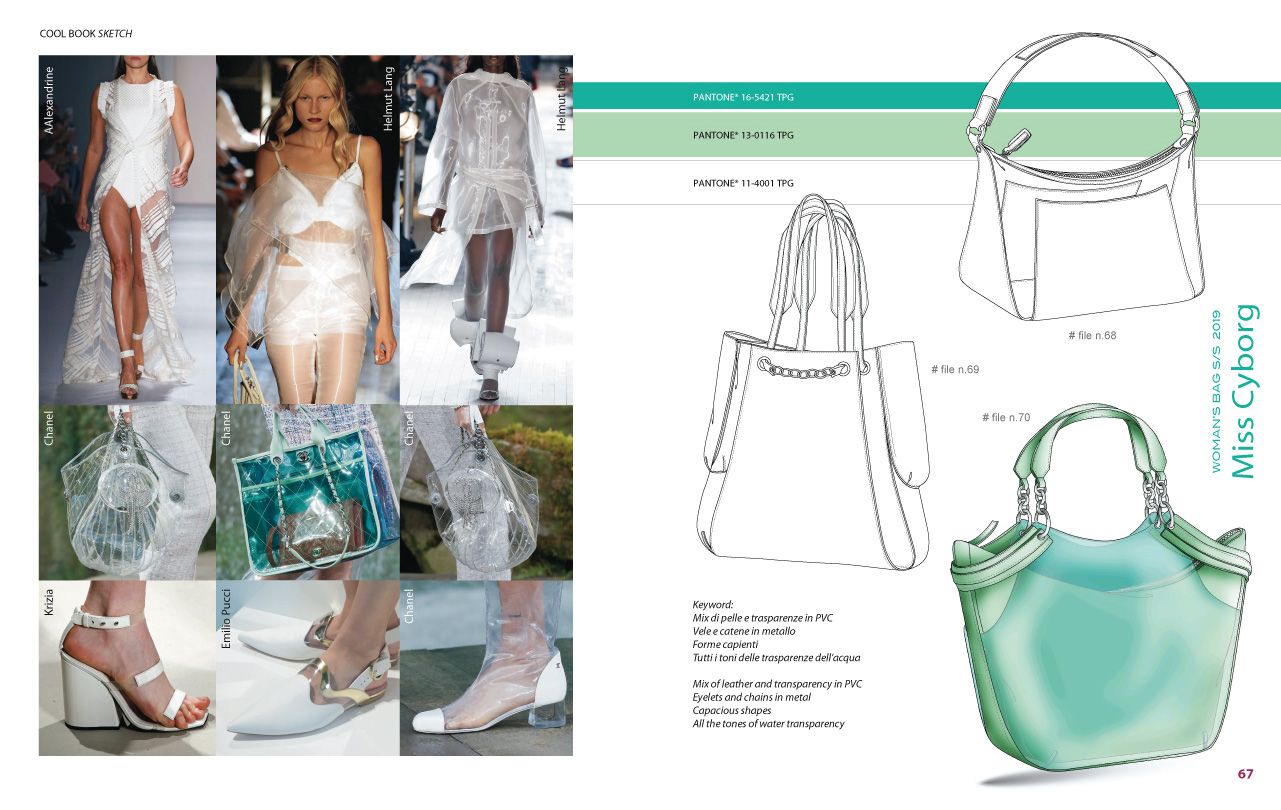 COOL BOOK SKETCH
AAlexandrine
Helmut Lang
Helmut Lang
Chanel
Chanel
Chanel
Krizia
Emilio Pucci
Chanel
PANTONE® 16-5421 TPG
PANTONE® 13-0116 TPG
PANTONE® 11-4001 TPG
# file n.68
# file n.69
# file n.70
WOMAN'S BAG S/S 2019
Miss Cyborg
Keyword:
Mix di pelle e trasparenze in PVC
Vele e catene in metallo
Forme capienti
Tutti i toni delle trasparenze dell'acqua
Mix of leather and transparency in PVC
Eyelets and chains in metal
Capacious shapes
All the tones of water transparency
67